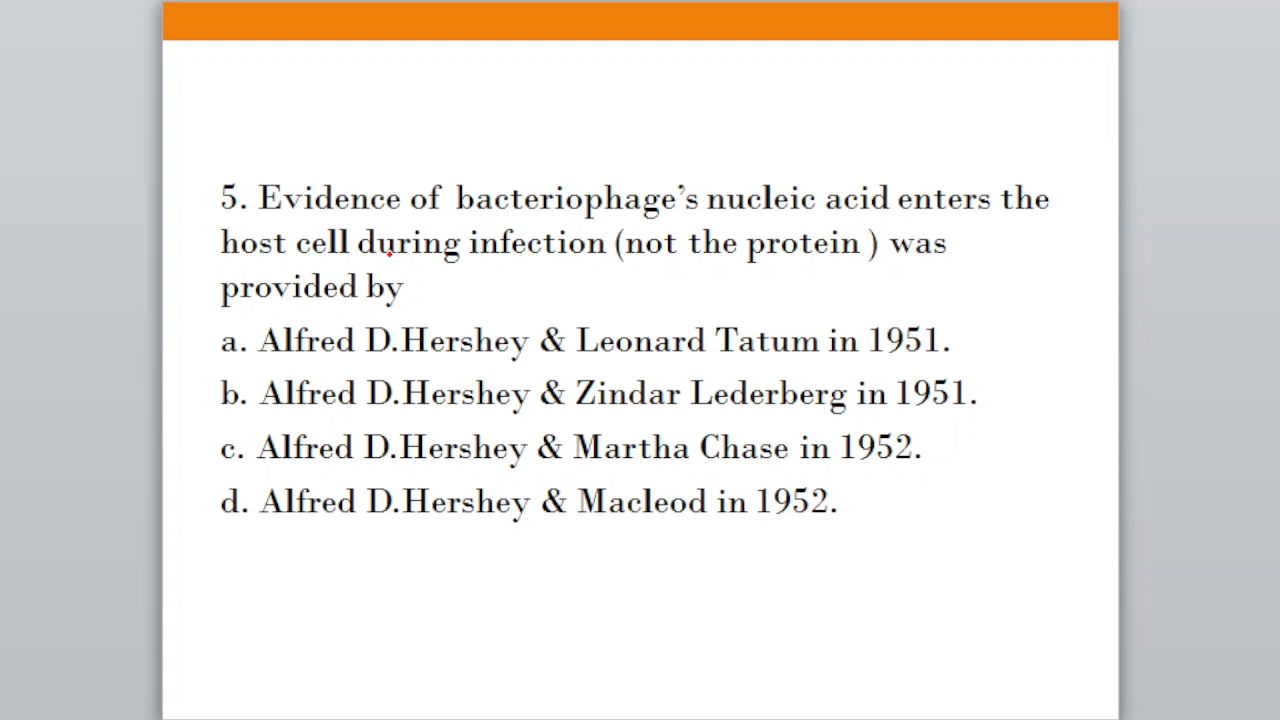 5. Evidence of bacteriophage’s nucleic acid enters the
host cell during infection (not the protein ) was
provided by
a. Alfred D.Hershey & Leonard Tatum in 1951.
b. Alfred D.Hershey & Zindar Lederberg in 1951.
c. Alfred D.Hershey & Martha Chase in 1952.
d. Alfred D.Hershey & Macleod in 1952.